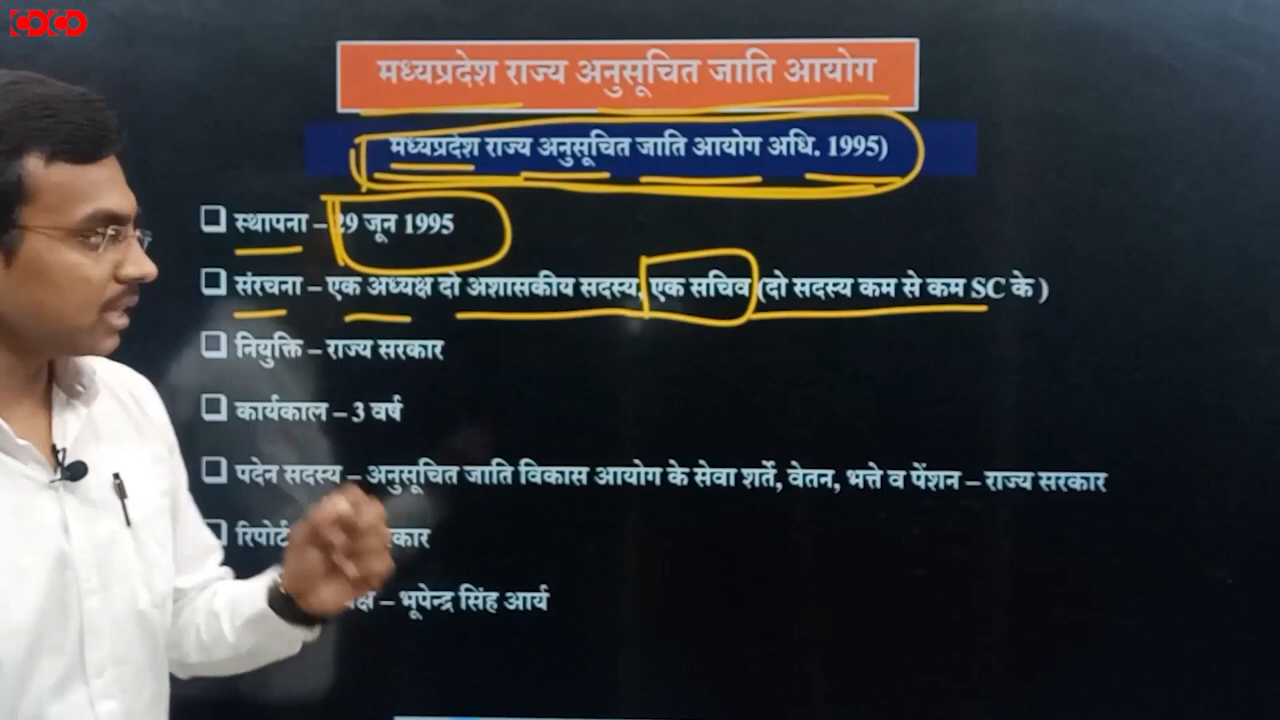 COCO
मध्यप्रदेश राज्य अनुसूचित जाति आयोग
मध्यप्रदेश राज्य अनुसूचित जाति आयोग अधि. 1995)
स्थापना – 29 जून 1995
संरचना – एक अध्यक्ष दो अशासकीय सदस्य, एक सचिव (दो सदस्य कम से कम SC के )
नियुक्ति – राज्य सरकार
कार्यकाल – 3 वर्ष
पदेन सदस्य – अनुसूचित जाति विकास आयोग के सेवा शर्ते, वेतन, भत्ते व पेंशन – राज्य सरकार
रिपोर्ट
– भूपेन्द्र सिंह आर्य